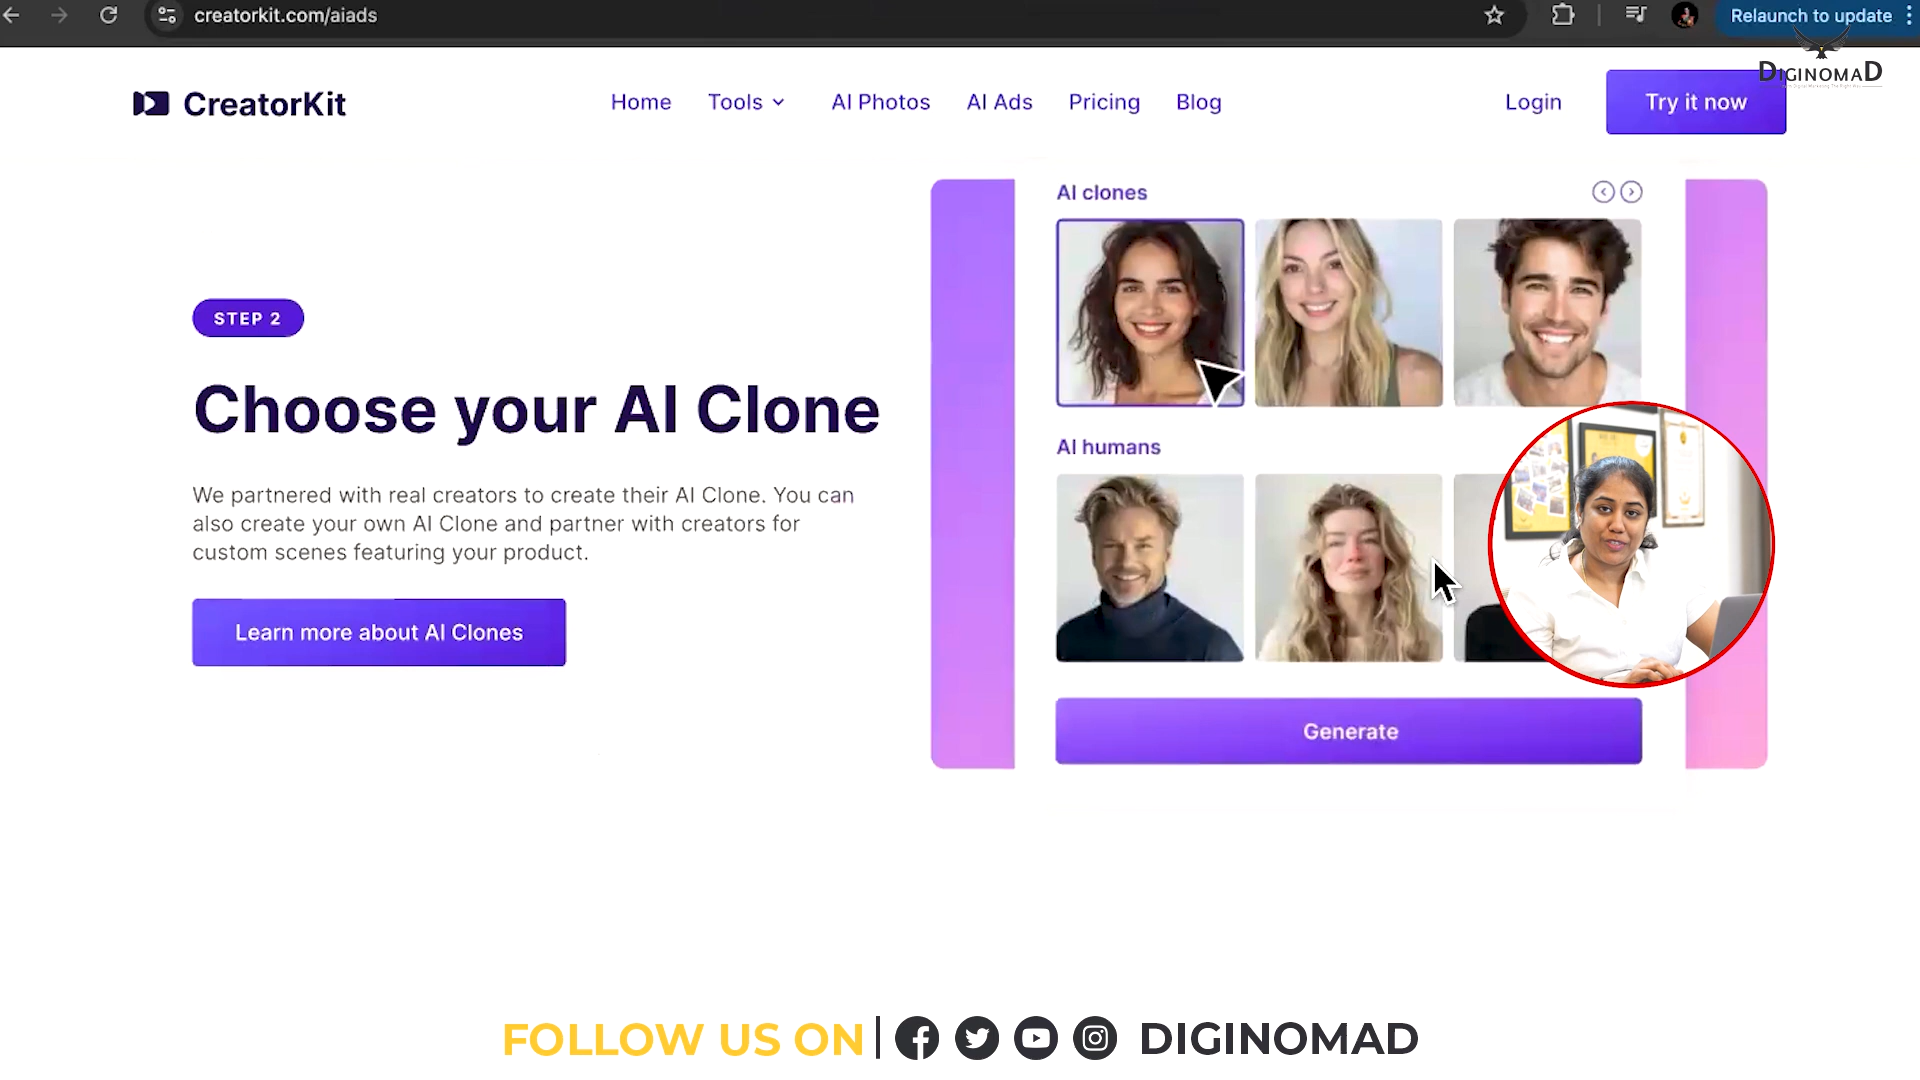 creatorkit.com/aiads
Relaunch to update
DIGINOMAD
CreatorKit
Home
Tools
AI Photos
AI Ads
Pricing
Blog
Login
Try it now
AI clones
STEP 2
Choose your AI Clone
AI humans
We partnered with real creators to create their AI Clone. You can
also create your own AI Clone and partner with creators for
custom scenes featuring your product.
Learn more about AI Clones
Generate
FOLLOW US ON
DIGINOMAD